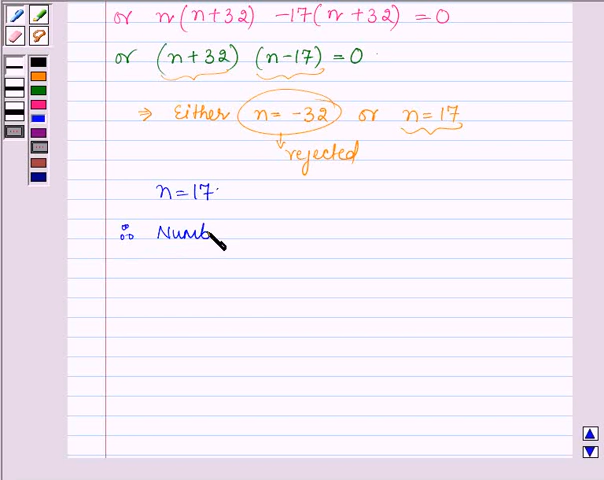 or n(n+32) -17(n+32) = 0
or (n+32) (n-17) = 0
⇒ Either n = -32 or n = 17
rejected
n = 17.
∴ Numb